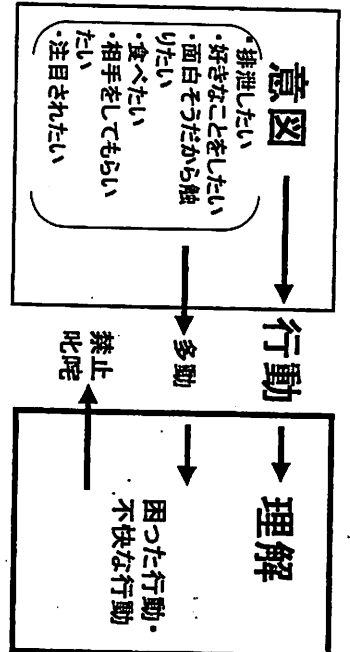 意図
・排泄したい
・好きなことをしたい
・面白そうだから触
りたい
・食べたい
・相手をしてもらい
たい
・注目されたい
行動
多動
禁止
叱咤
理解
困った行動・
不快な行動